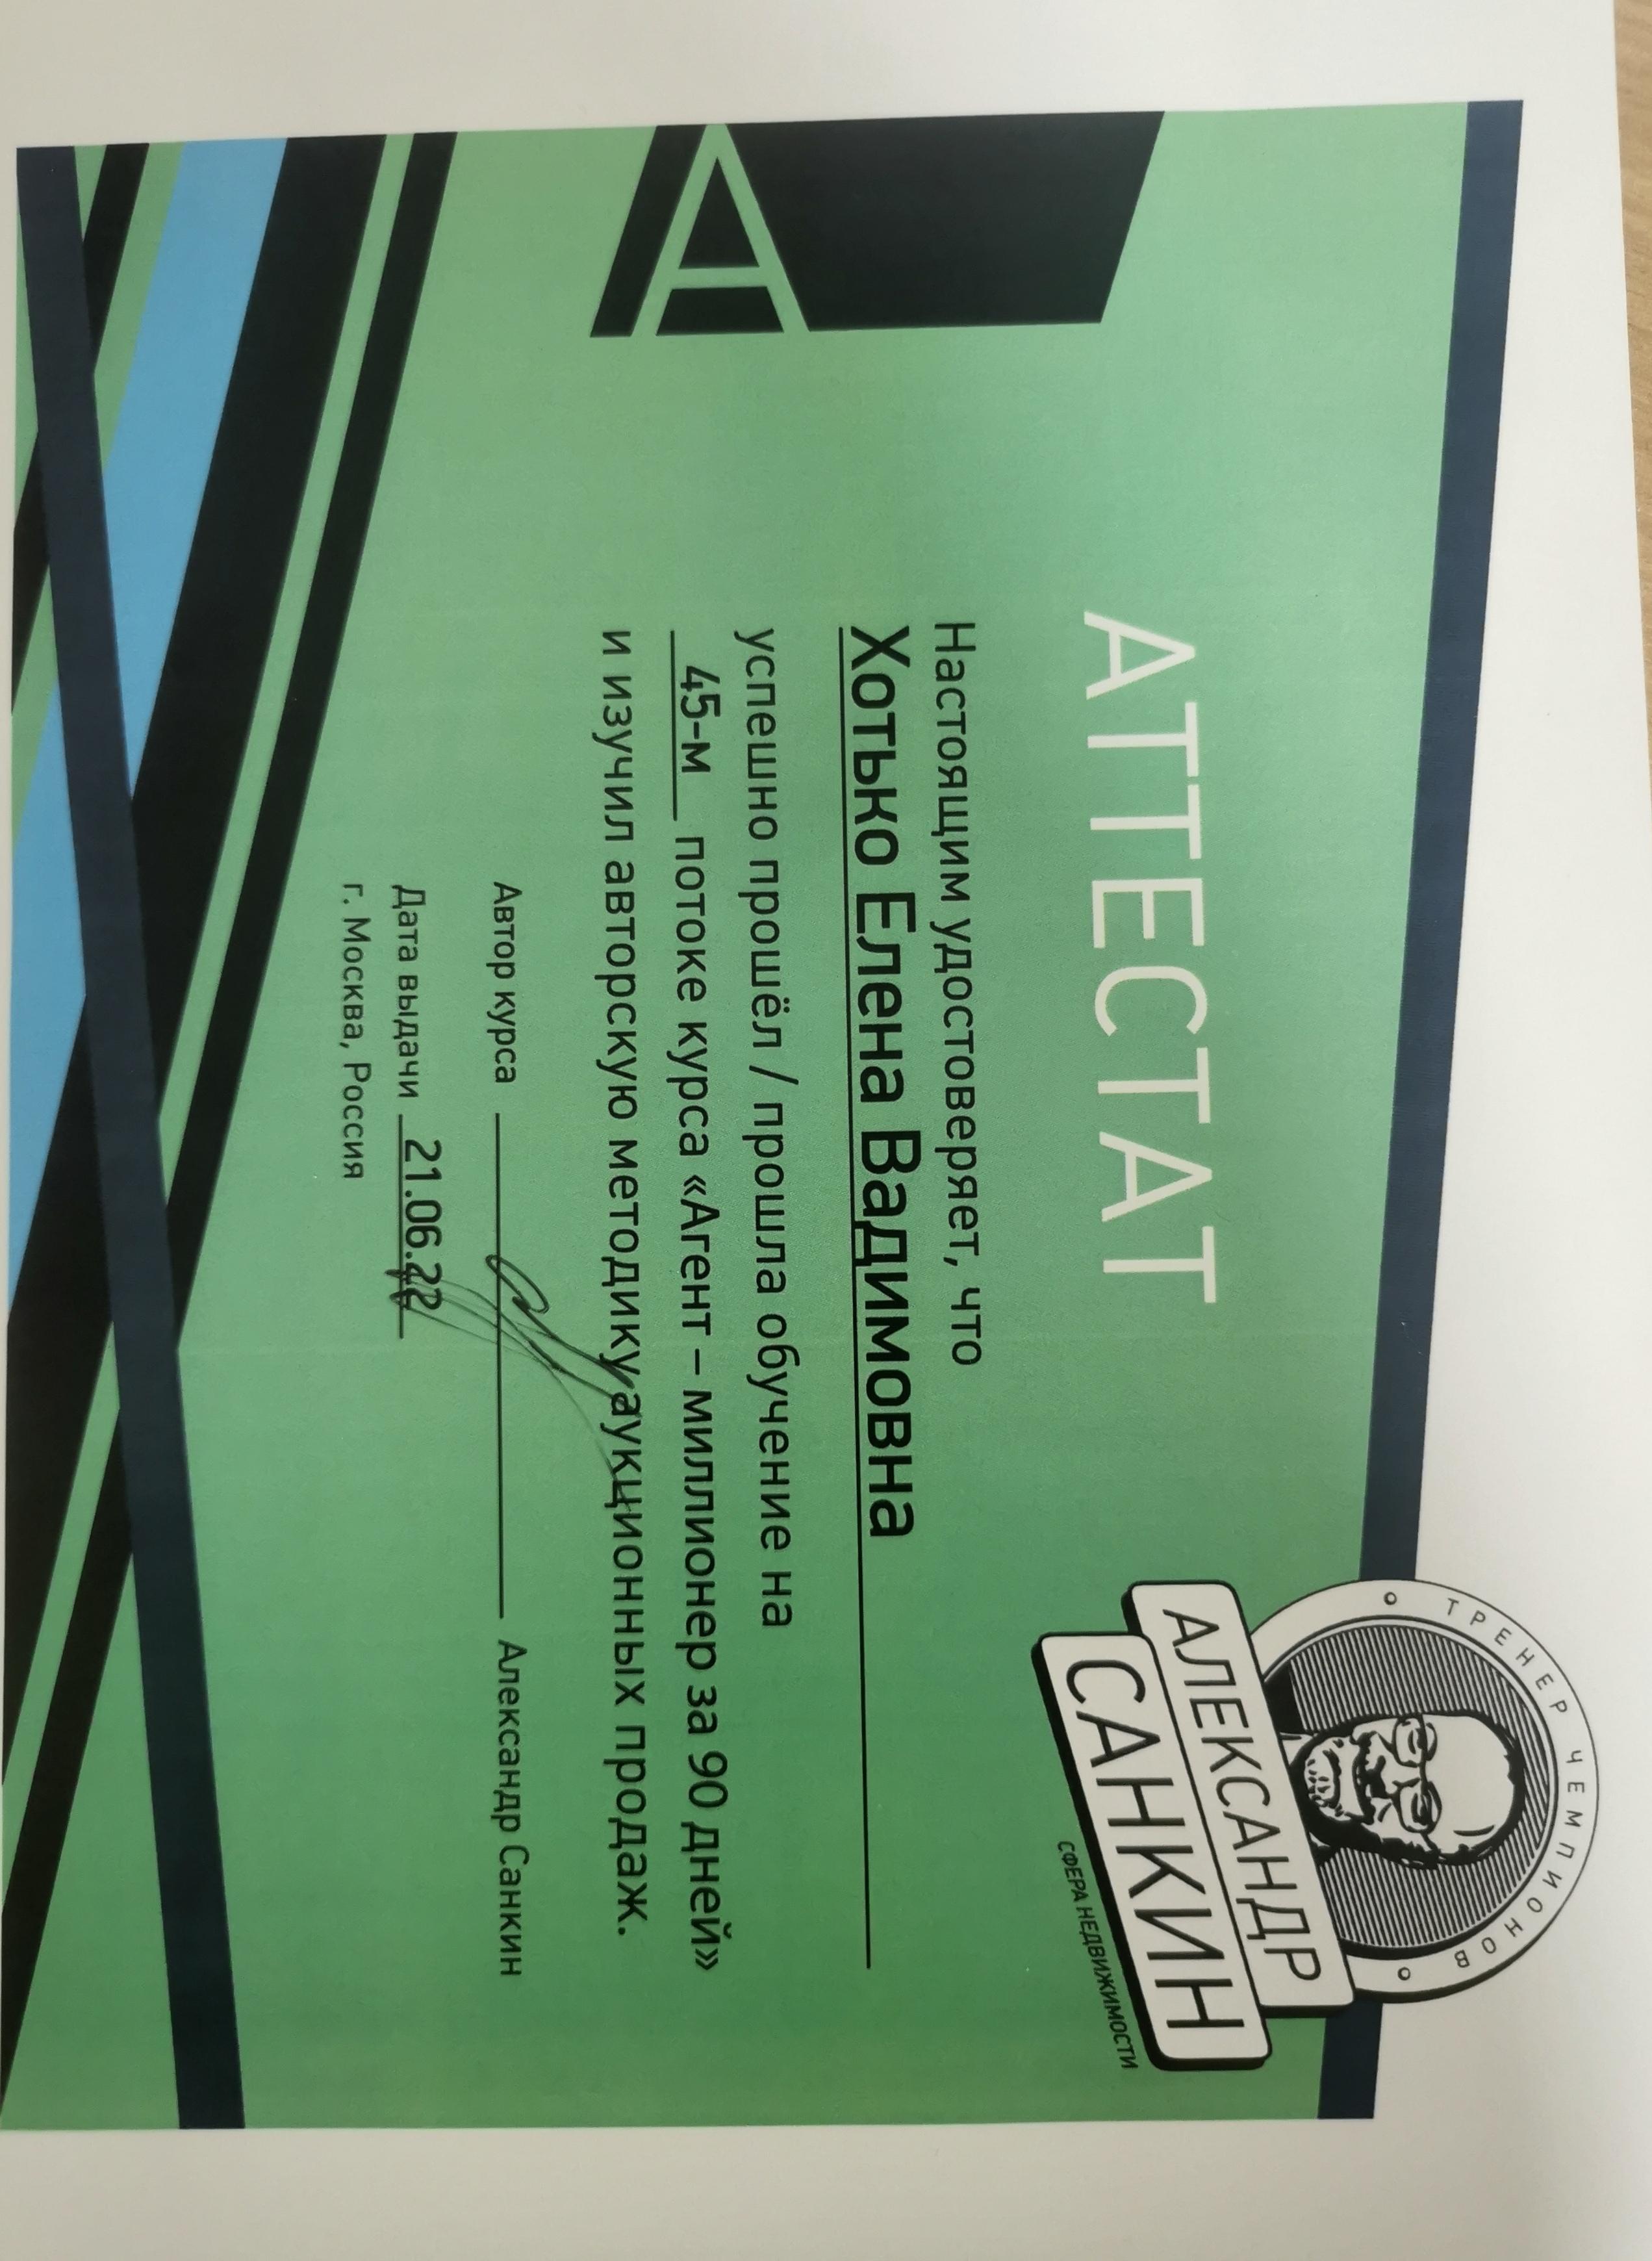 ТРЕНЕР ЧЕМПИОНОВ
АЛЕКСАНДР
САНКИН
СФЕРА НЕДВИЖИМОСТИ
А
АТТЕСТАТ
Настоящим удостоверяет, что
Хотько Елена Вадимовна
успешно прошёл / прошла обучение на
45-м потоке курса «Агент – миллионер за 90 дней»
и изучил авторскую методику аукционных продаж.
Автор курса Александр Санкин
Дата выдачи 21.06.22
г. Москва, Россия